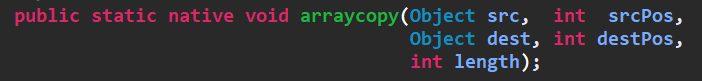 public static native void arraycopy(Object src,  int  srcPos,
Object dest, int destPos,
int length);